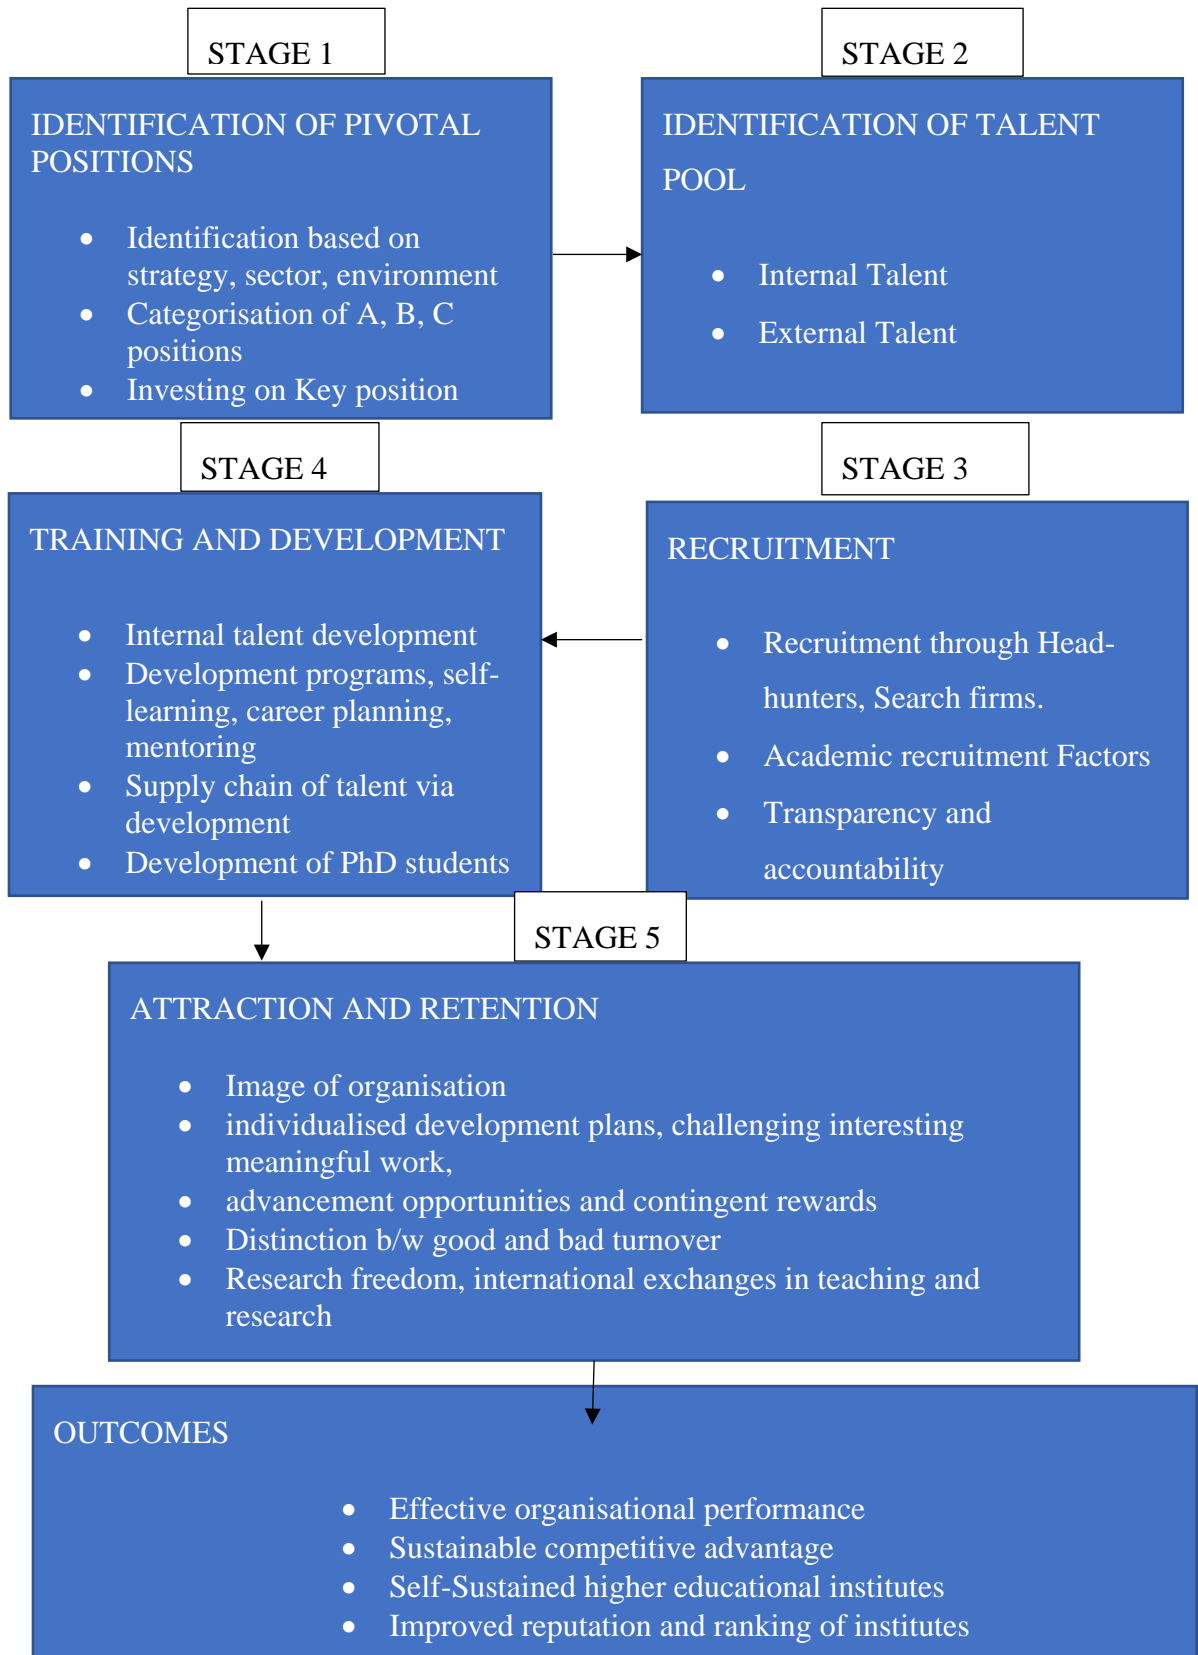 STAGE 1
IDENTIFICATION OF PIVOTAL
POSITIONS
• Identification based on
strategy, sector, environment
• Categorisation of A, B, C
positions
• Investing on Key position
STAGE 2
IDENTIFICATION OF TALENT
POOL
• Internal Talent
• External Talent
STAGE 3
RECRUITMENT
• Recruitment through Head-
hunters, Search firms.
• Academic recruitment Factors
• Transparency and
accountability
STAGE 4
TRAINING AND DEVELOPMENT
• Internal talent development
• Development programs, self-
learning, career planning,
mentoring
• Supply chain of talent via
development
• Development of PhD students
STAGE 5
ATTRACTION AND RETENTION
• Image of organisation
• individualised development plans, challenging interesting
meaningful work,
• advancement opportunities and contingent rewards
• Distinction b/w good and bad turnover
• Research freedom, international exchanges in teaching and
research
OUTCOMES
• Effective organisational performance
• Sustainable competitive advantage
• Self-Sustained higher educational institutes
• Improved reputation and ranking of institutes